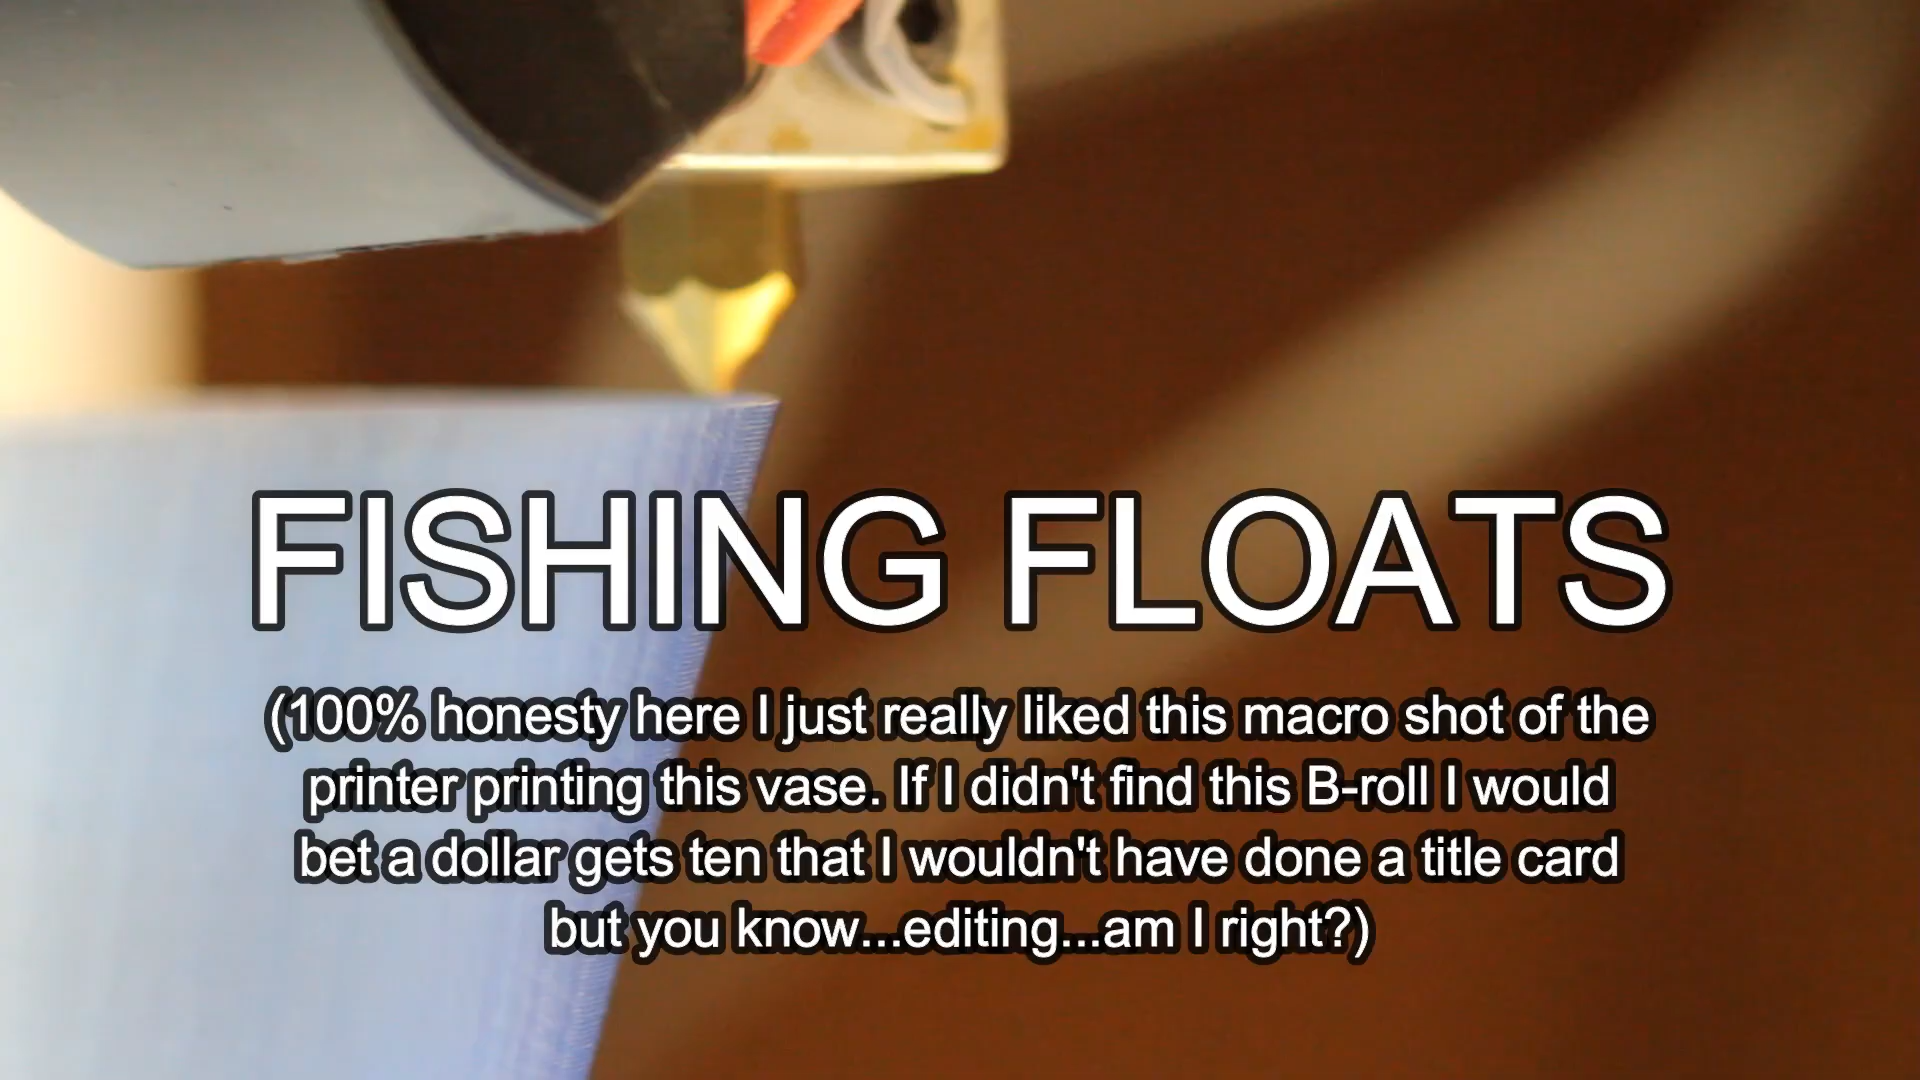 FISHING FLOATS
(100% honesty here I just really liked this macro shot of the
printer printing this vase. If I didn't find this B-roll I would
bet a dollar gets ten that I wouldn't have done a title card
but you know...editing...am I right?)